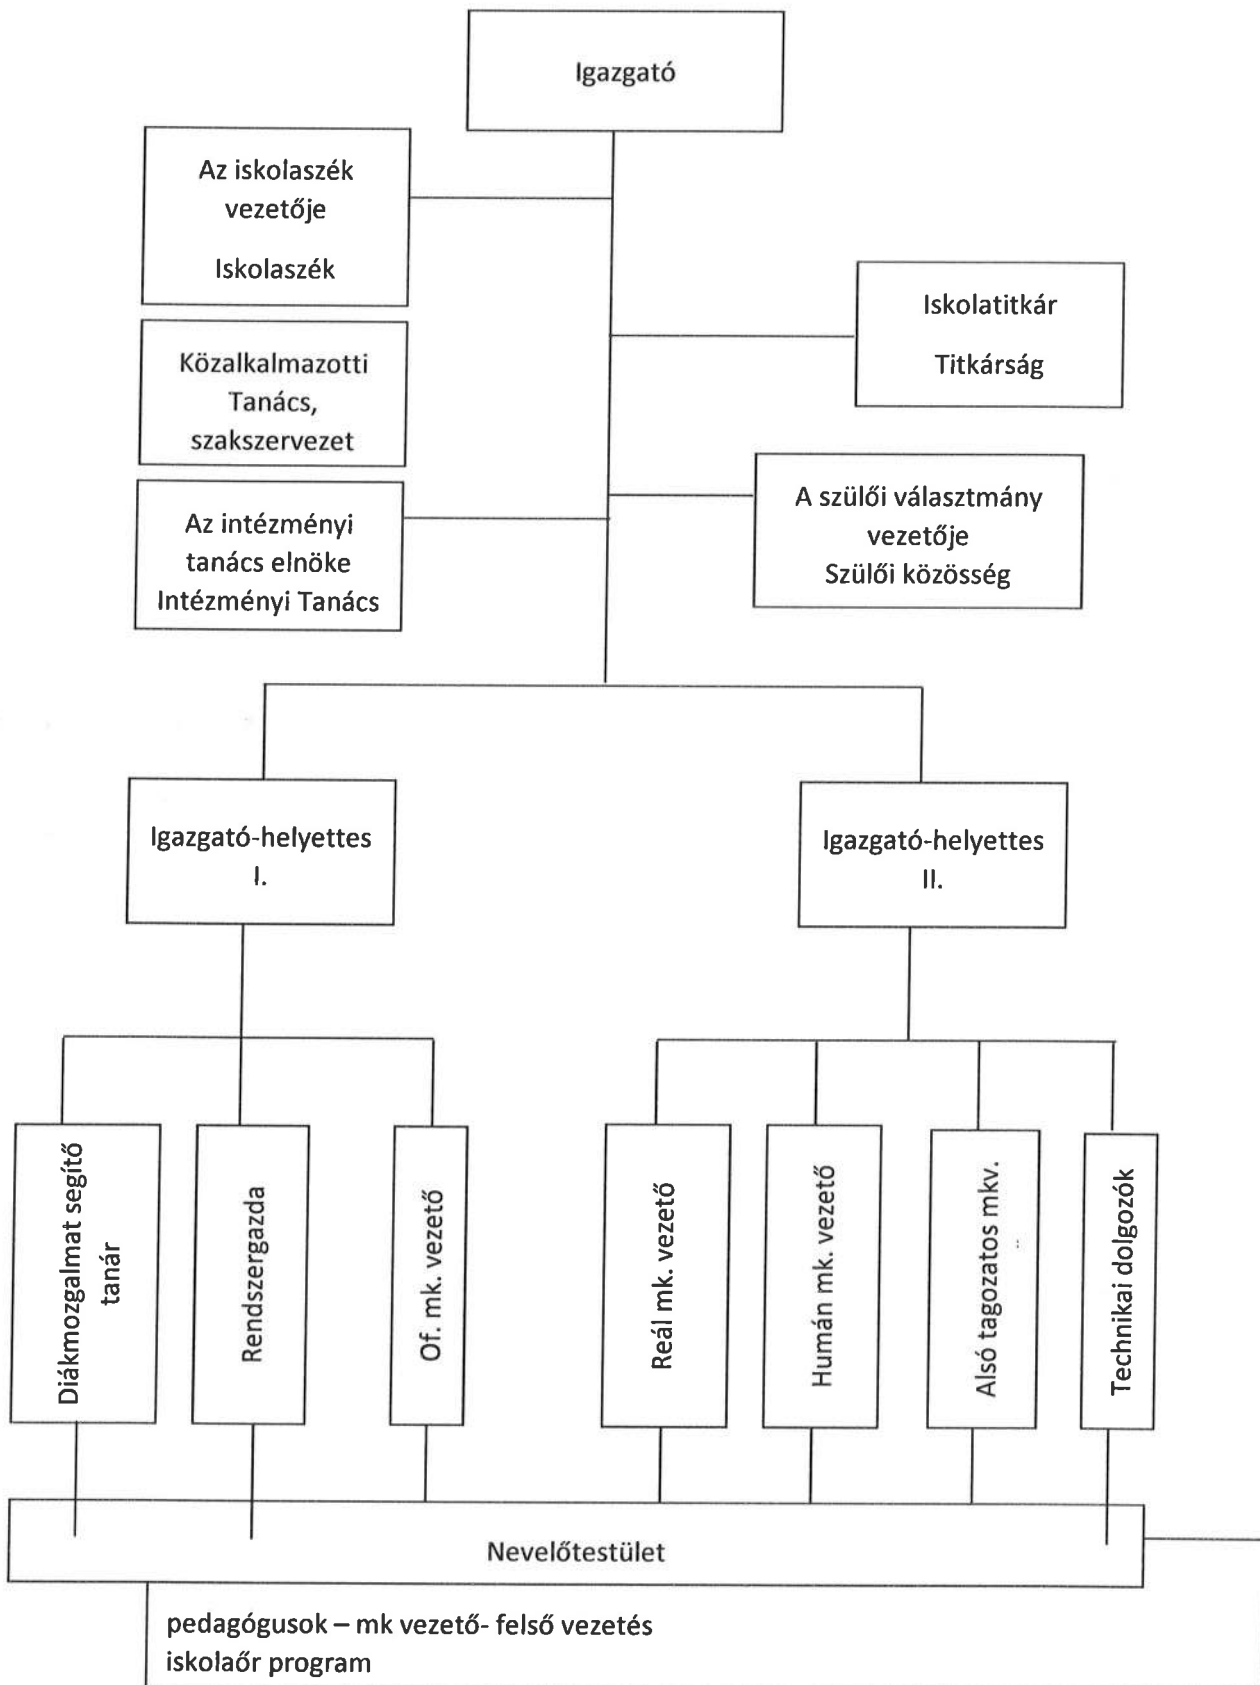 Igazgató
Az iskolaszék
vezetője
Iskolaszék
Iskolatitkár
Titkárság
Közalkalmazotti
Tanács,
szakszervezet
A szülői választmány
vezetője
Szülői közösség
Az intézményi
tanács elnöke
Intézményi Tanács
Igazgató-helyettes
I.
Igazgató-helyettes
II.
Diákmozgalmat segítő
tanár
Rendszergazda
Of. mk. vezető
Reál mk. vezető
Humán mk. vezető
Alsó tagozatos mkv.
Technikai dolgozók
Nevelőtestület
pedagógusok – mk vezető- felső vezetés
iskolaőr program